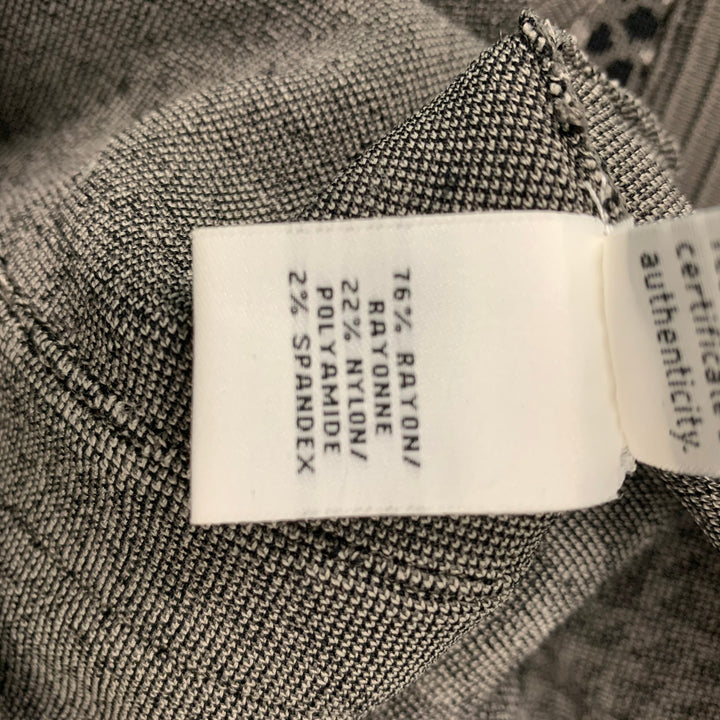 76% RAYON/
RAYONNE
22% NYLON/
POLYAMIDE
2% SPANDEX
certificate
authenticity.